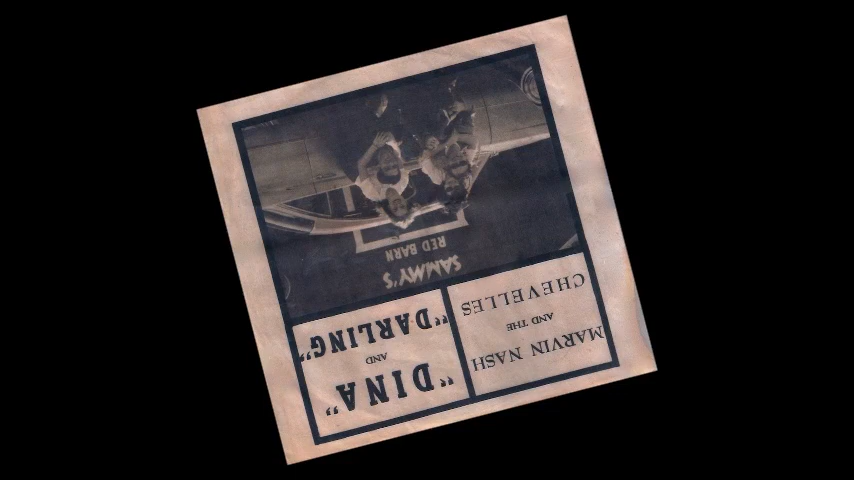 MARVIN NASH
AND THE
CHEVELLES
"DINA"
AND
"DARLING"
SAMMY'S
RED BARN